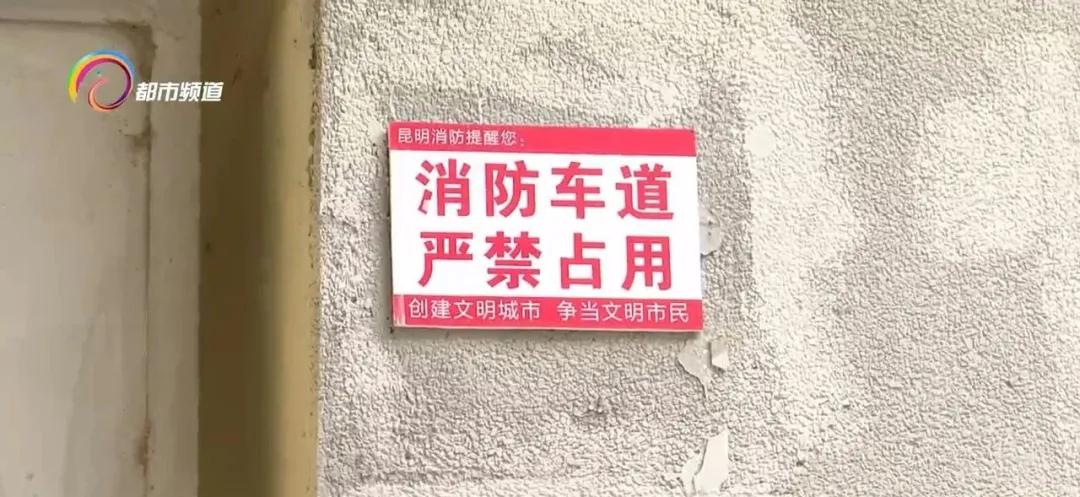 都市频道
昆明消防提醒您：
消防车道
严禁占用
创建文明城市 争当文明市民